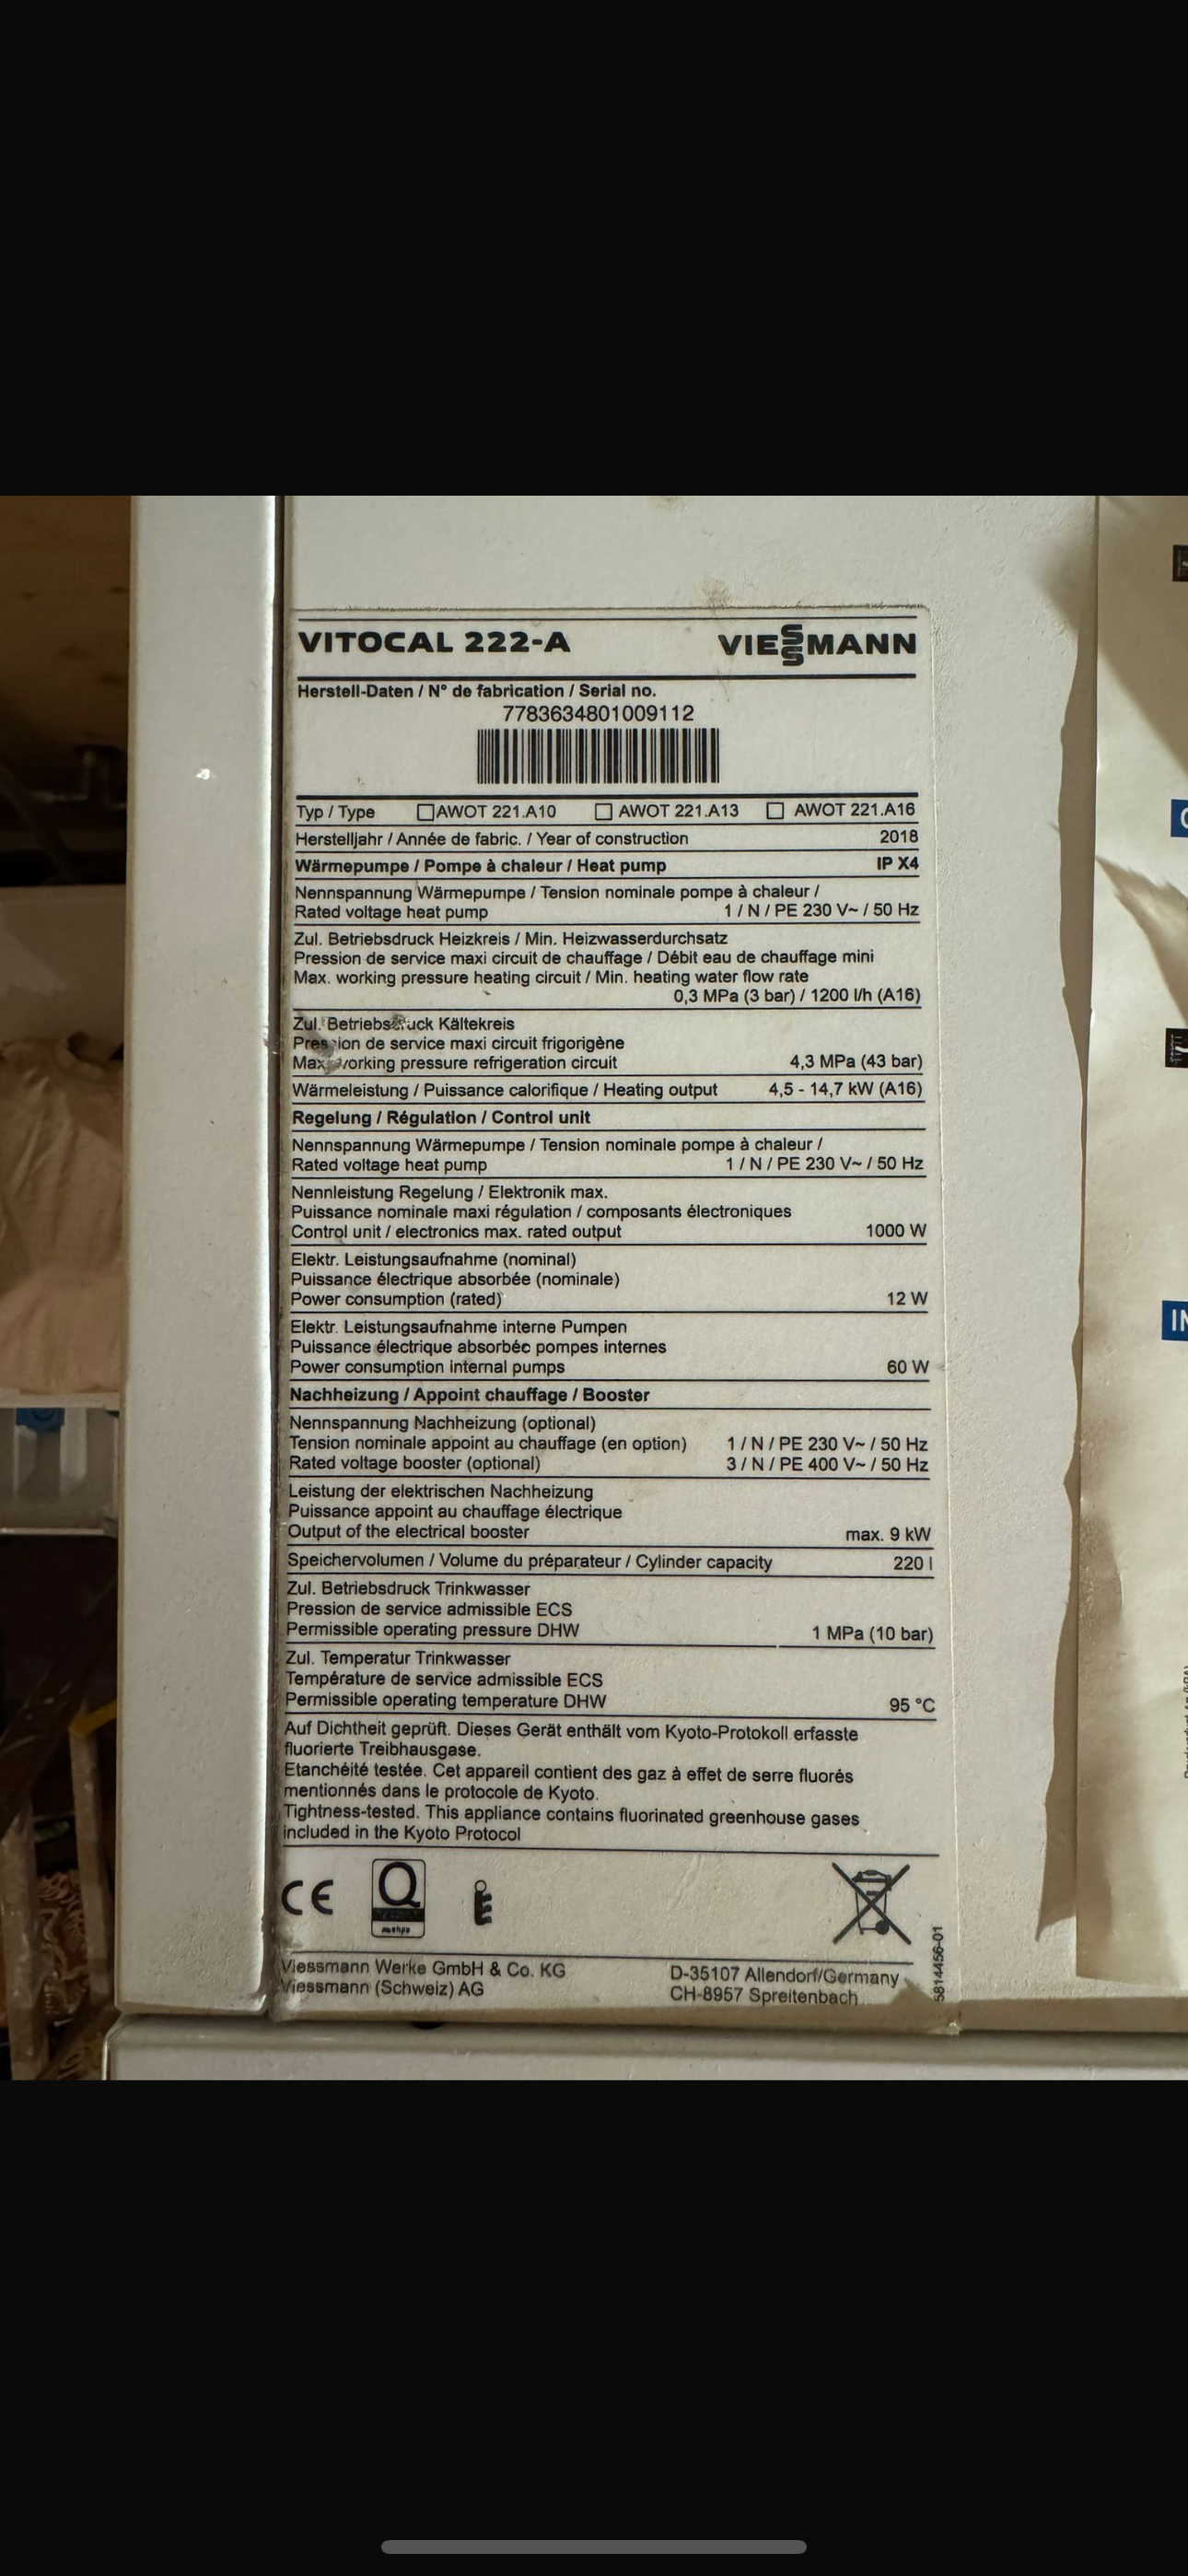 VITOCAL 222-A VIESSMANN
Herstell-Daten / N° de fabrication / Serial no.
7783634801009112
Typ / Type ☐AWOT 221.A10 ☐ AWOT 221.A13 ☐ AWOT 221.A16
Herstelljahr / Année de fabric. / Year of construction 2018
Wärmepumpe / Pompe à chaleur / Heat pump IP X4
Nennspannung Wärmepumpe / Tension nominale pompe à chaleur /
Rated voltage heat pump 1 / N / PE 230 V~ / 50 Hz
Zul. Betriebsdruck Heizkreis / Min. Heizwasserdurchsatz
Pression de service maxi circuit de chauffage / Débit eau de chauffage mini
Max. working pressure heating circuit / Min. heating water flow rate
0,3 MPa (3 bar) / 1200 l/h (A16)
Zul. Betriebsdruck Kältekreis
Pression de service maxi circuit frigorigène
Max. working pressure refrigeration circuit 4,3 MPa (43 bar)
Wärmeleistung / Puissance calorifique / Heating output 4,5 - 14,7 kW (A16)
Regelung / Régulation / Control unit
Nennspannung Wärmepumpe / Tension nominale pompe à chaleur /
Rated voltage heat pump 1 / N / PE 230 V~ / 50 Hz
Nennleistung Regelung / Elektronik max.
Puissance nominale maxi régulation / composants électroniques
Control unit / electronics max. rated output 1000 W
Elektr. Leistungsaufnahme (nominal)
Puissance électrique absorbée (nominale)
Power consumption (rated) 12 W
Elektr. Leistungsaufnahme interne Pumpen
Puissance électrique absorbée pompes internes
Power consumption internal pumps 60 W
Nachheizung / Appoint chauffage / Booster
Nennspannung Nachheizung (optional)
Tension nominale appoint au chauffage (en option) 1 / N / PE 230 V~ / 50 Hz
Rated voltage booster (optional) 3 / N / PE 400 V~ / 50 Hz
Leistung der elektrischen Nachheizung
Puissance appoint au chauffage électrique
Output of the electrical booster max. 9 kW
Speichervolumen / Volume du préparateur / Cylinder capacity 220 l
Zul. Betriebsdruck Trinkwasser
Pression de service admissible ECS
Permissible operating pressure DHW 1 MPa (10 bar)
Zul. Temperatur Trinkwasser
Température de service admissible ECS
Permissible operating temperature DHW 95 °C
Auf Dichtheit geprüft. Dieses Gerät enthält vom Kyoto-Protokoll erfasste
fluorierte Treibhausgase.
Etanchéité testée. Cet appareil contient des gaz à effet de serre fluorés
mentionnés dans le protocole de Kyoto.
Tightness-tested. This appliance contains fluorinated greenhouse gases
included in the Kyoto Protocol
CE Q
Viessmann Werke GmbH & Co. KG D-35107 Allendorf/Germany
Viessmann (Schweiz) AG CH-8957 Spreitenbach
5814456-01